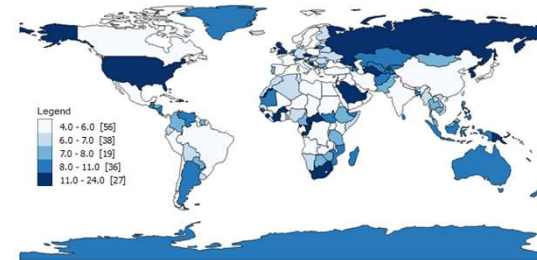 Legend
4.0 - 6.0 [56]
6.0 - 7.0 [38]
7.0 - 8.0 [19]
8.0 - 11.0 [36]
11.0 - 24.0 [27]